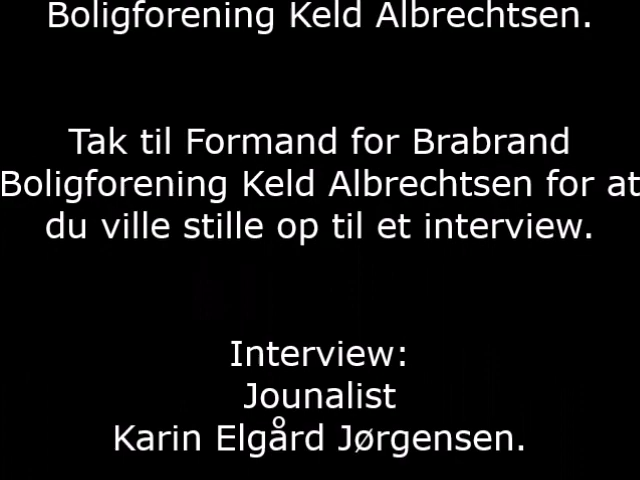 Boligforening Keld Albrechtsen.
Tak til Formand for Brabrand
Boligforening Keld Albrechtsen for at
du ville stille op til et interview.
Interview:
Jounalist
Karin Elgård Jørgensen.